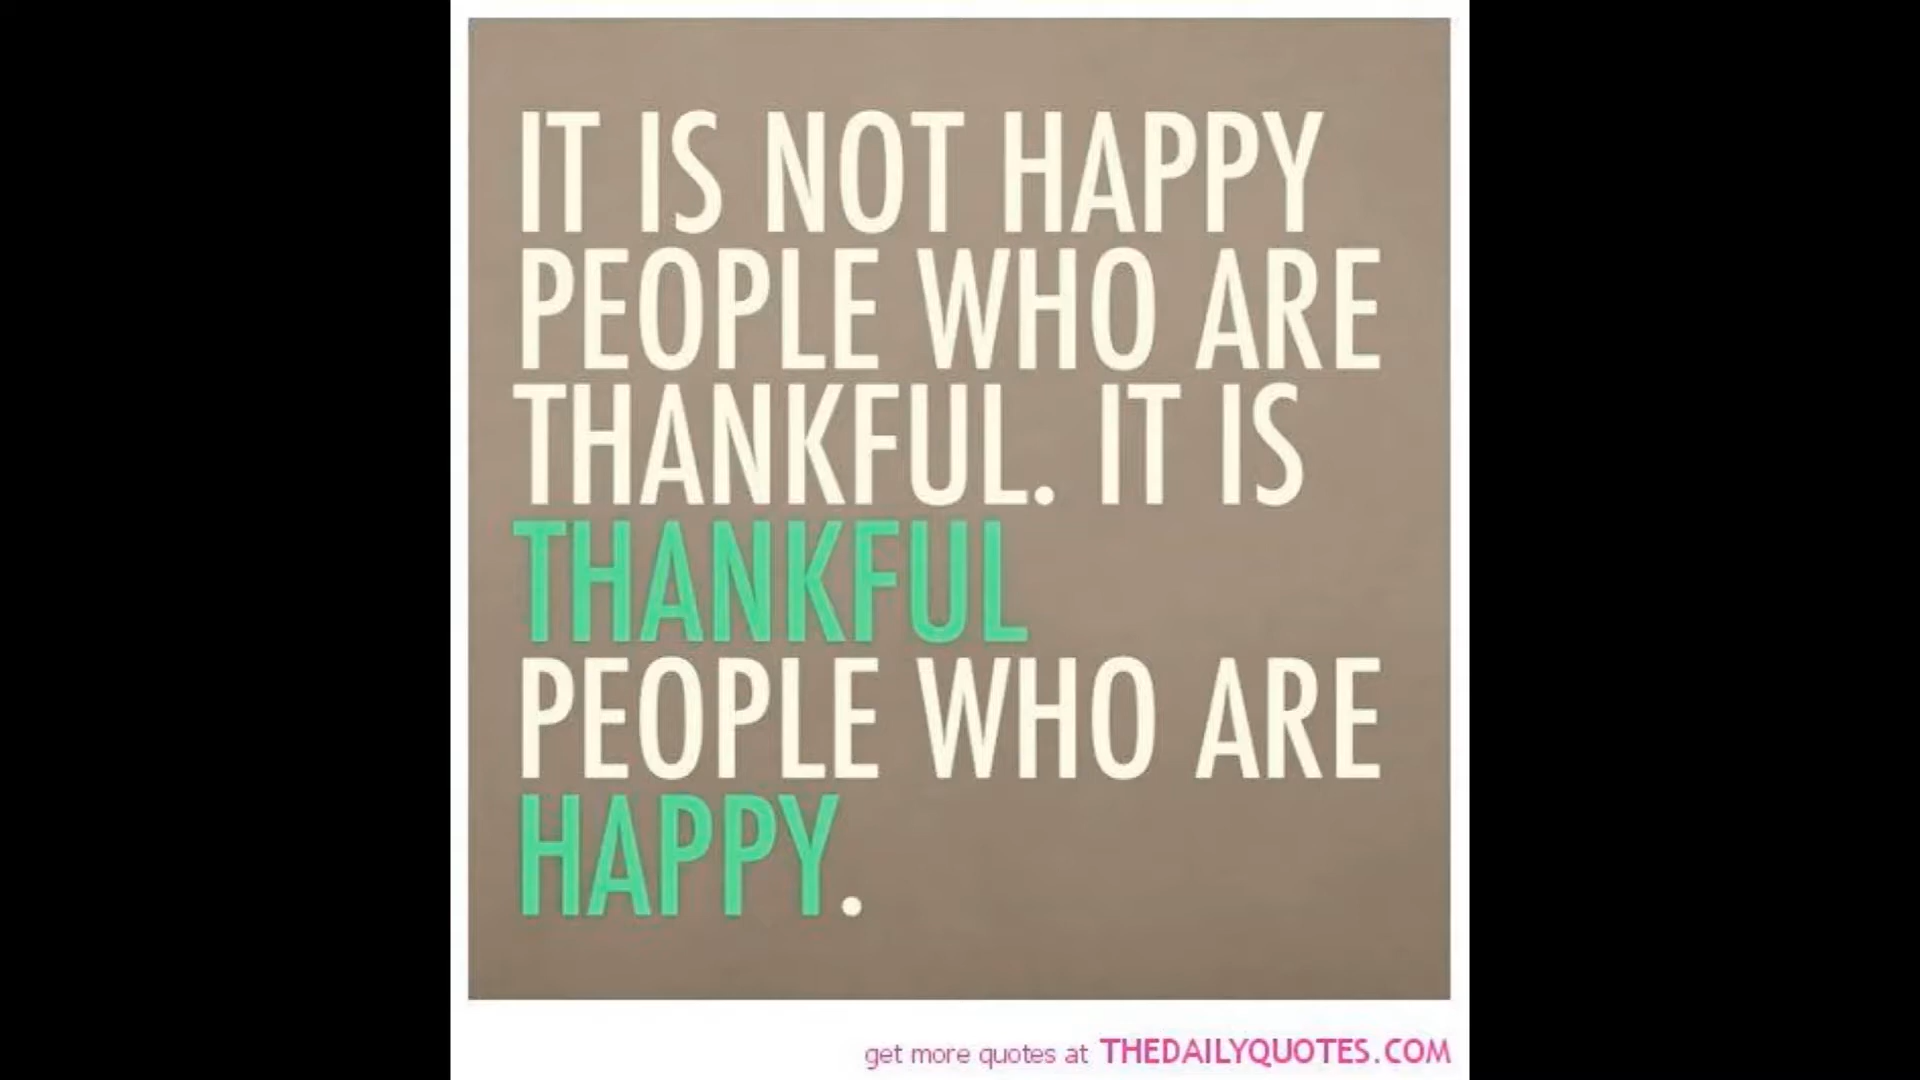 IT IS NOT HAPPY
PEOPLE WHO ARE
THANKFUL. IT IS
THANKFUL
PEOPLE WHO ARE
HAPPY.
get more quotes at THEDAILYQUOTES.COM